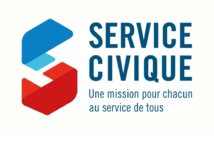 SERVICE
CIVIQUE
Une mission pour chacun
au service de tous